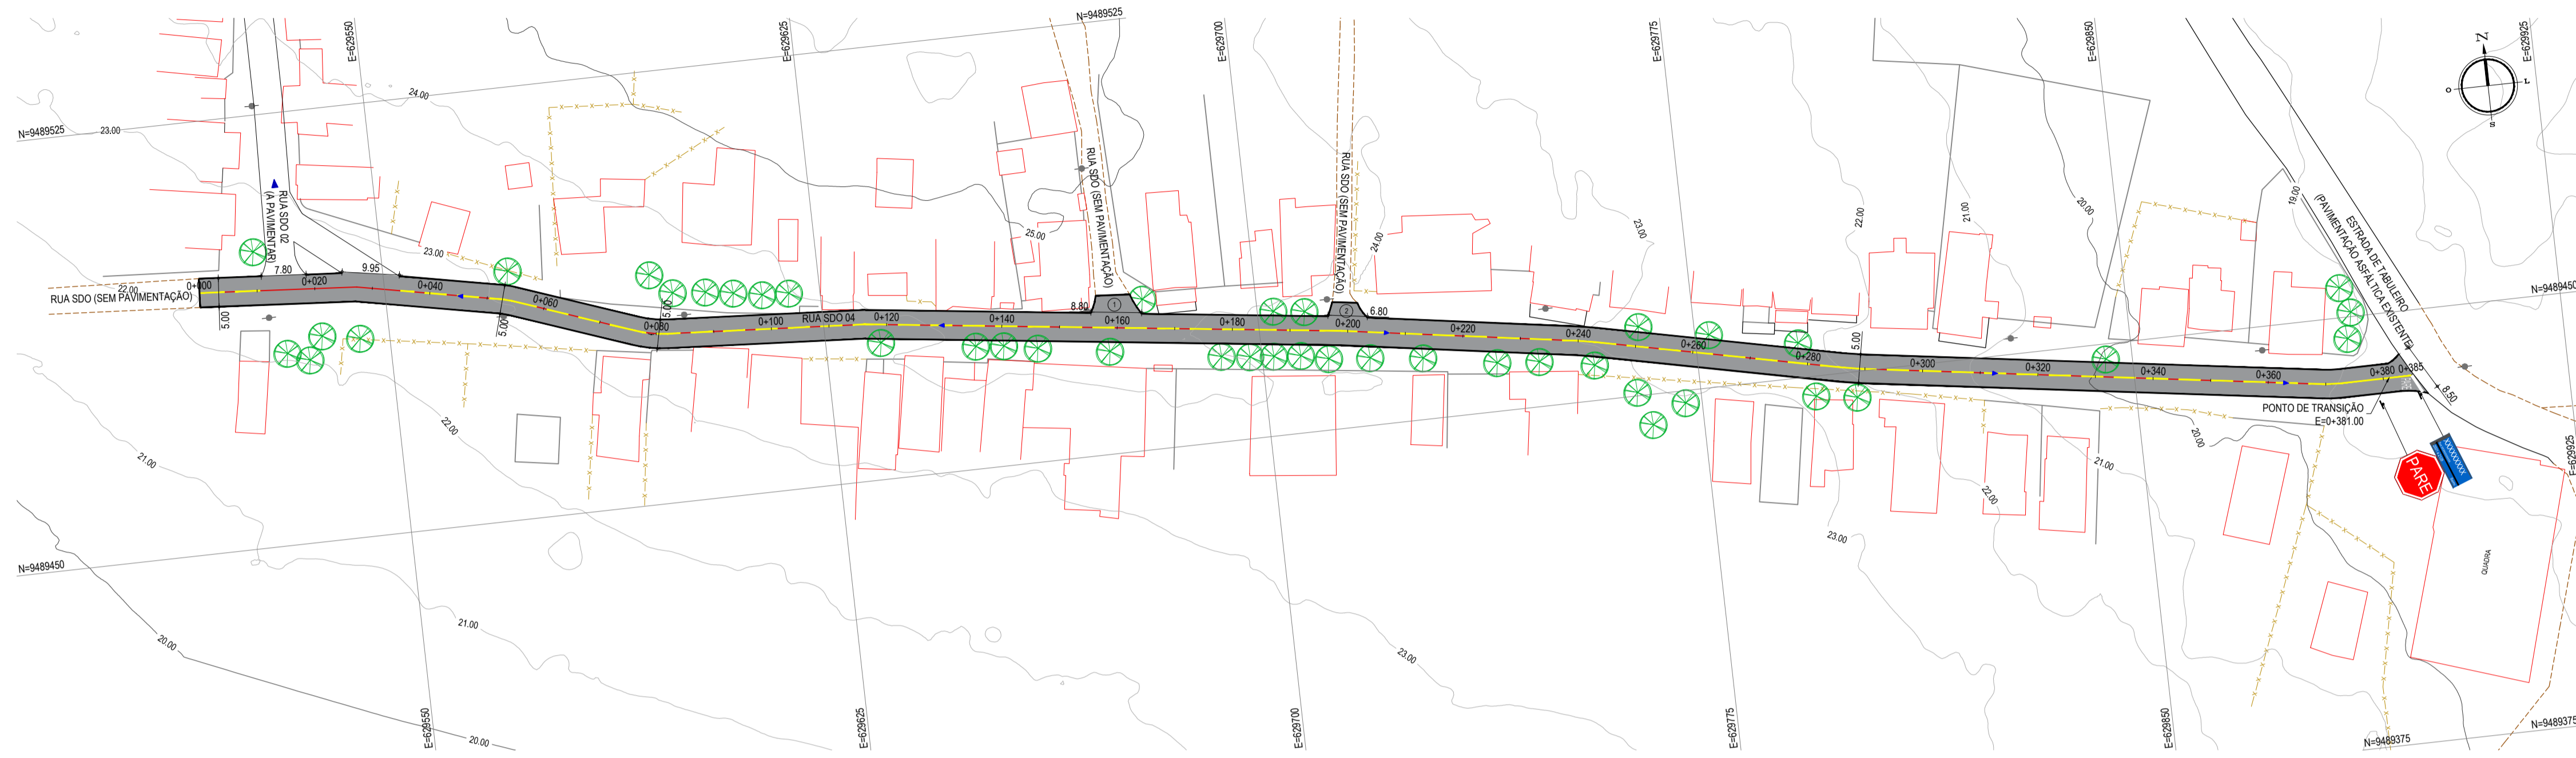 N=9489525
E=629550
E=629625
E=629700
E=629775
E=629850
E=629925
N
O
L
S
N=9489525
23.00
24.00
RUA SDO 02
(A PAVIMENTAR)
23.00
25.00
RUA SDO (SEM PAVIMENTAÇÃO)
RUA SDO (SEM PAVIMENTAÇÃO)
24.00
23.00
22.00
21.00
20.00
19.00
ESTRADA DE TABULEIRO
(PAVIMENTAÇÃO ASFÁLTICA EXISTENTE)
N=9489450
22.00
RUA SDO (SEM PAVIMENTAÇÃO)
0+000
7.80
0+020
9.95
0+040
0+060
0+080
0+100
RUA SDO 04
0+120
0+140
8.80
0+160
1
0+180
2
0+200
6.80
0+220
0+240
0+260
0+280
0+300
0+320
0+340
0+360
0+380
0+385
5.00
5.00
5.00
5.00
8.50
PONTO DE TRANSIÇÃO
E=0+381.00
PARE
XXXXXXXX
QUADRA
22.00
21.00
21.00
20.00
20.00
23.00
23.00
22.00
21.00
20.00
N=9489450
E=629550
E=629625
E=629700
E=629775
E=629850
E=629925
N=9489375
N=9489375